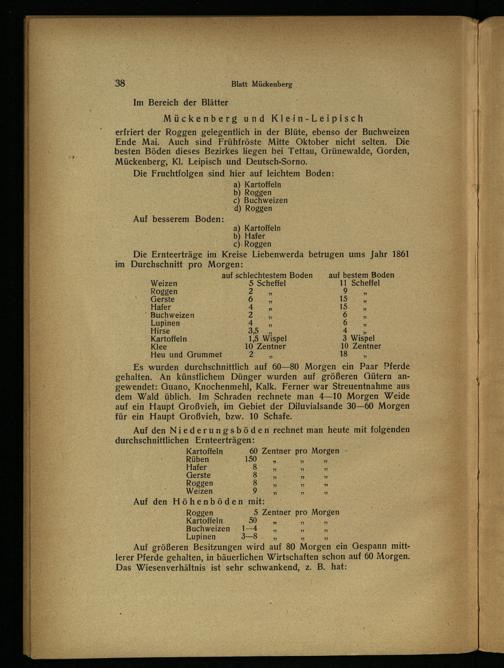 38
Blatt Mückenberg
Im Bereich der Blätter
Mückenberg und Klein-Leipisch
erfriert der Roggen gelegentlich in der Blüte, ebenso der Buchweizen
Ende Mai. Auch sind Frühfröste Mitte Oktober nicht selten. Die
besten Böden dieses Bezirkes liegen bei Tettau, Grünewalde, Gorden,
Mückenberg, Kl. Leipisch und Deutsch-Sorno.
Die Fruchtfolgen sind hier auf leichtem Boden:
a) Kartoffeln
b) Roggen
c) Buchweizen
d) Roggen
Auf besserem Boden:
a) Kartoffeln
b) Hafer
c) Roggen
Die Ernteerträge im Kreise Liebenwerda betrugen ums Jahr 1861
im Durchschnitt pro Morgen:
auf schlechtestem Boden auf bestem Boden
Weizen 5 Scheffel 11 Scheffel
Roggen 2 „ 9 „
Gerste 6 „ 15 „
Hafer 4 „ 15 „
Buchweizen 2 „ 6 „
Lupinen 4 „ 6 „
Hirse 3,5 „ 4 „
Kartoffeln 1,5 Wispel 3 Wispel
Klee 10 Zentner 10 Zentner
Heu und Grummet 2 „ 18 „
Es wurden durchschnittlich auf 60—80 Morgen ein Paar Pferde
gehalten. An künstlichem Dünger wurden auf größeren Gütern an-
gewendet: Guano, Knochenmehl, Kalk. Ferner war Streuentnahme aus
dem Wald üblich. Im Schraden rechnete man 4—10 Morgen Weide
auf ein Haupt Großvieh, im Gebiet der Diluvialsande 30—60 Morgen
für ein Haupt Großvieh, bzw. 10 Schafe.
Auf den Niederungsböden rechnet man heute mit folgenden
durchschnittlichen Ernteerträgen:
Kartoffeln 60 Zentner pro Morgen
Rüben 150 „ „ „
Hafer 8 „ „ „
Gerste 8 „ „ „
Roggen 8 „ „ „
Weizen 9 „ „ „
Auf den Höhenböden mit:
Roggen 5 Zentner pro Morgen
Kartoffeln 50 „ „ „
Buchweizen 1—4 „ „ „
Lupinen 3—8 „ „ „
Auf größeren Besitzungen wird auf 80 Morgen ein Gespann mitt-
lerer Pferde gehalten, in bäuerlichen Wirtschaften schon auf 60 Morgen.
Das Wiesenverhältnis ist sehr schwankend, z. B. hat: